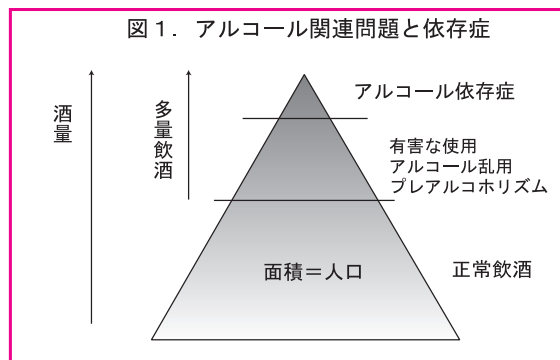 図1．アルコール関連問題と依存症
酒量
多量飲酒
アルコール依存症
有害な使用
アルコール乱用
プレアルコホリズム
面積＝人口
正常飲酒